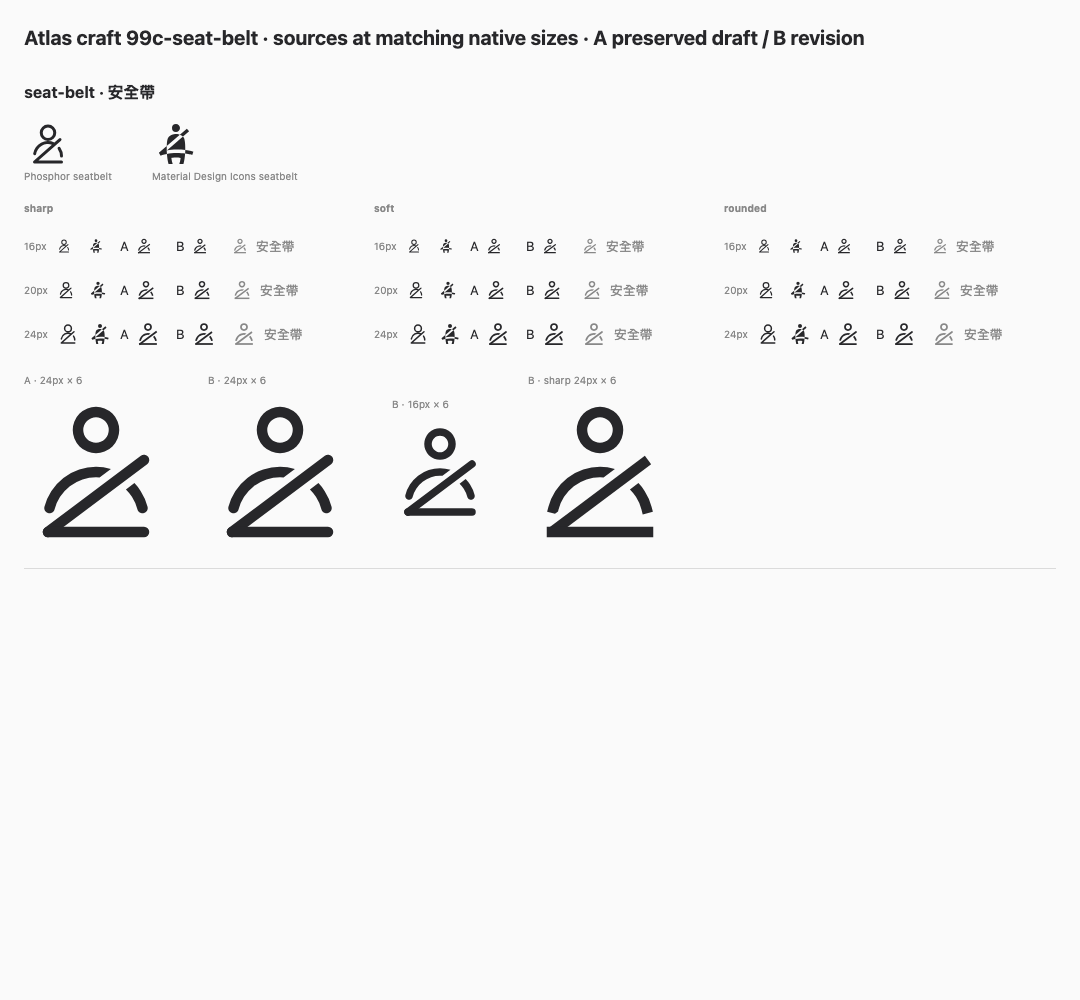 Atlas craft 99c-seat-belt · sources at matching native sizes · A preserved draft / B revision
seat-belt · 安全帶
Phosphor seatbelt
Material Design Icons seatbelt
sharp
soft
rounded
16px A B 安全帶
16px A B 安全帶
16px A B 安全帶
20px A B 安全帶
20px A B 安全帶
20px A B 安全帶
24px A B 安全帶
24px A B 安全帶
24px A B 安全帶
A · 24px × 6
B · 24px × 6
B · 16px × 6
B · sharp 24px × 6